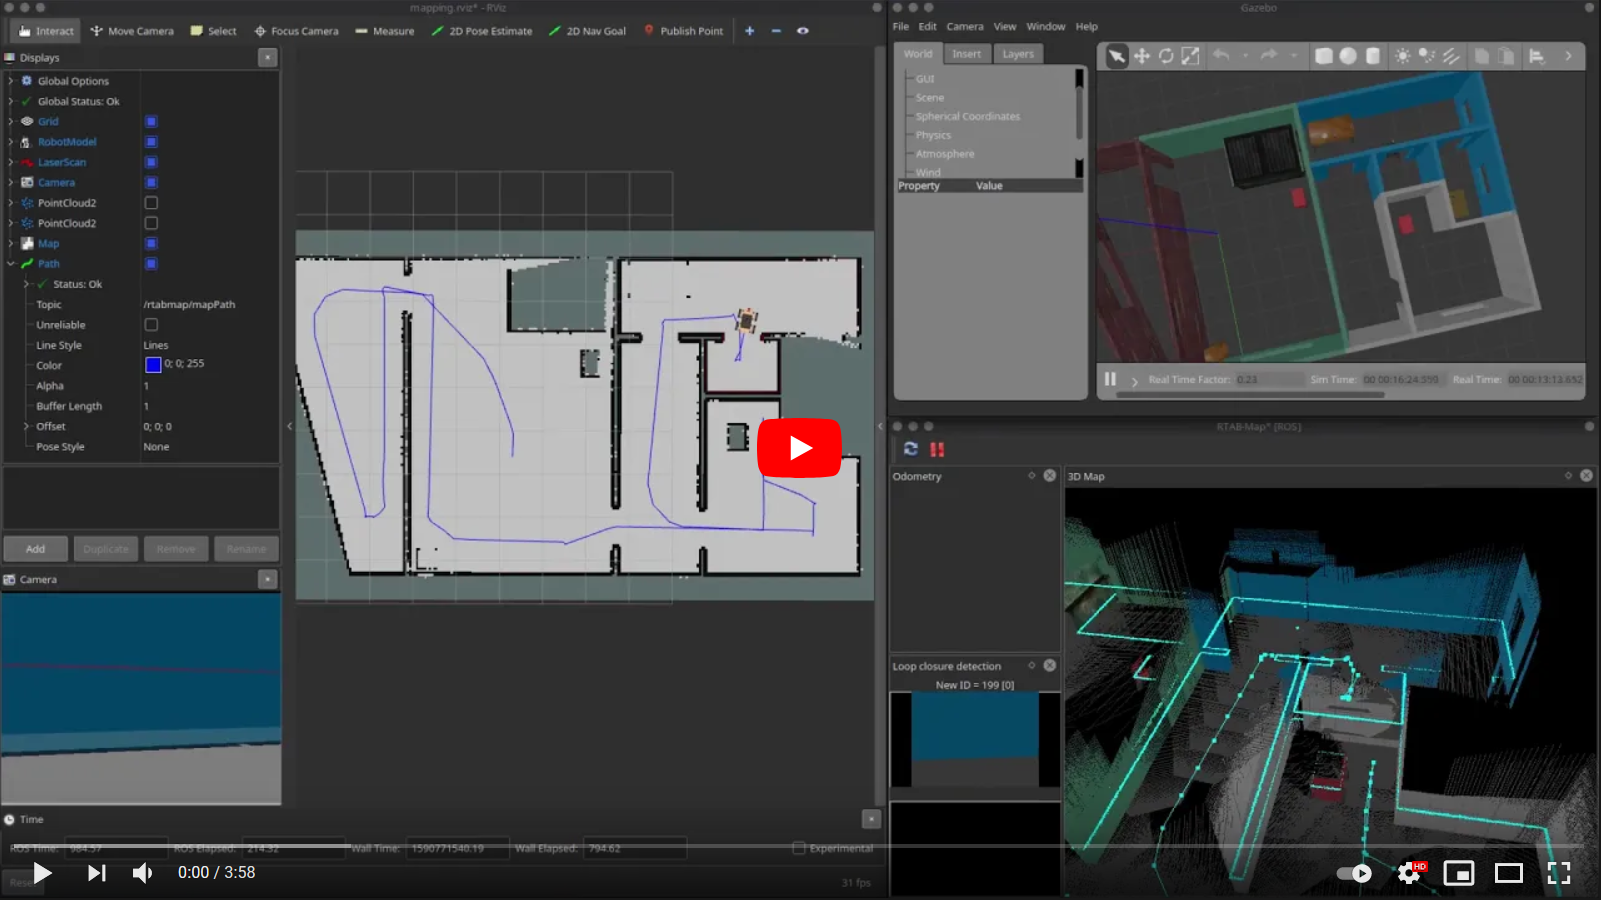 mapping.rviz* - RViz
Interact Move Camera Select Focus Camera Measure 2D Pose Estimate 2D Nav Goal Publish Point
Displays
Global Options
Global Status: Ok
Grid
RobotModel
LaserScan
Camera
PointCloud2
PointCloud2
Map
Path
Status: Ok
Topic /rtabmap/mapPath
Unreliable
Line Style Lines
Color 0; 0; 255
Alpha 1
Buffer Length 1
Offset 0; 0; 0
Pose Style None
Add Duplicate Remove Rename
Camera
Time
ROS Time: 984.57 ROS Elapsed: 214.32 Wall Time: 1590771540.19 Wall Elapsed: 794.62 Experimental
Reset
31 fps
0:00 / 3:58
HD
Gazebo
File Edit Camera View Window Help
World Insert Layers
GUI
Scene
Spherical Coordinates
Physics
Atmosphere
Wind
Property Value
Real Time Factor: 0.23 Sim Time: 00 00:16:24.599 Real Time: 00 00:13:13.652
RTAB-Map* [ROS]
Odometry
3D Map
Loop closure detection
New ID = 199 [0]